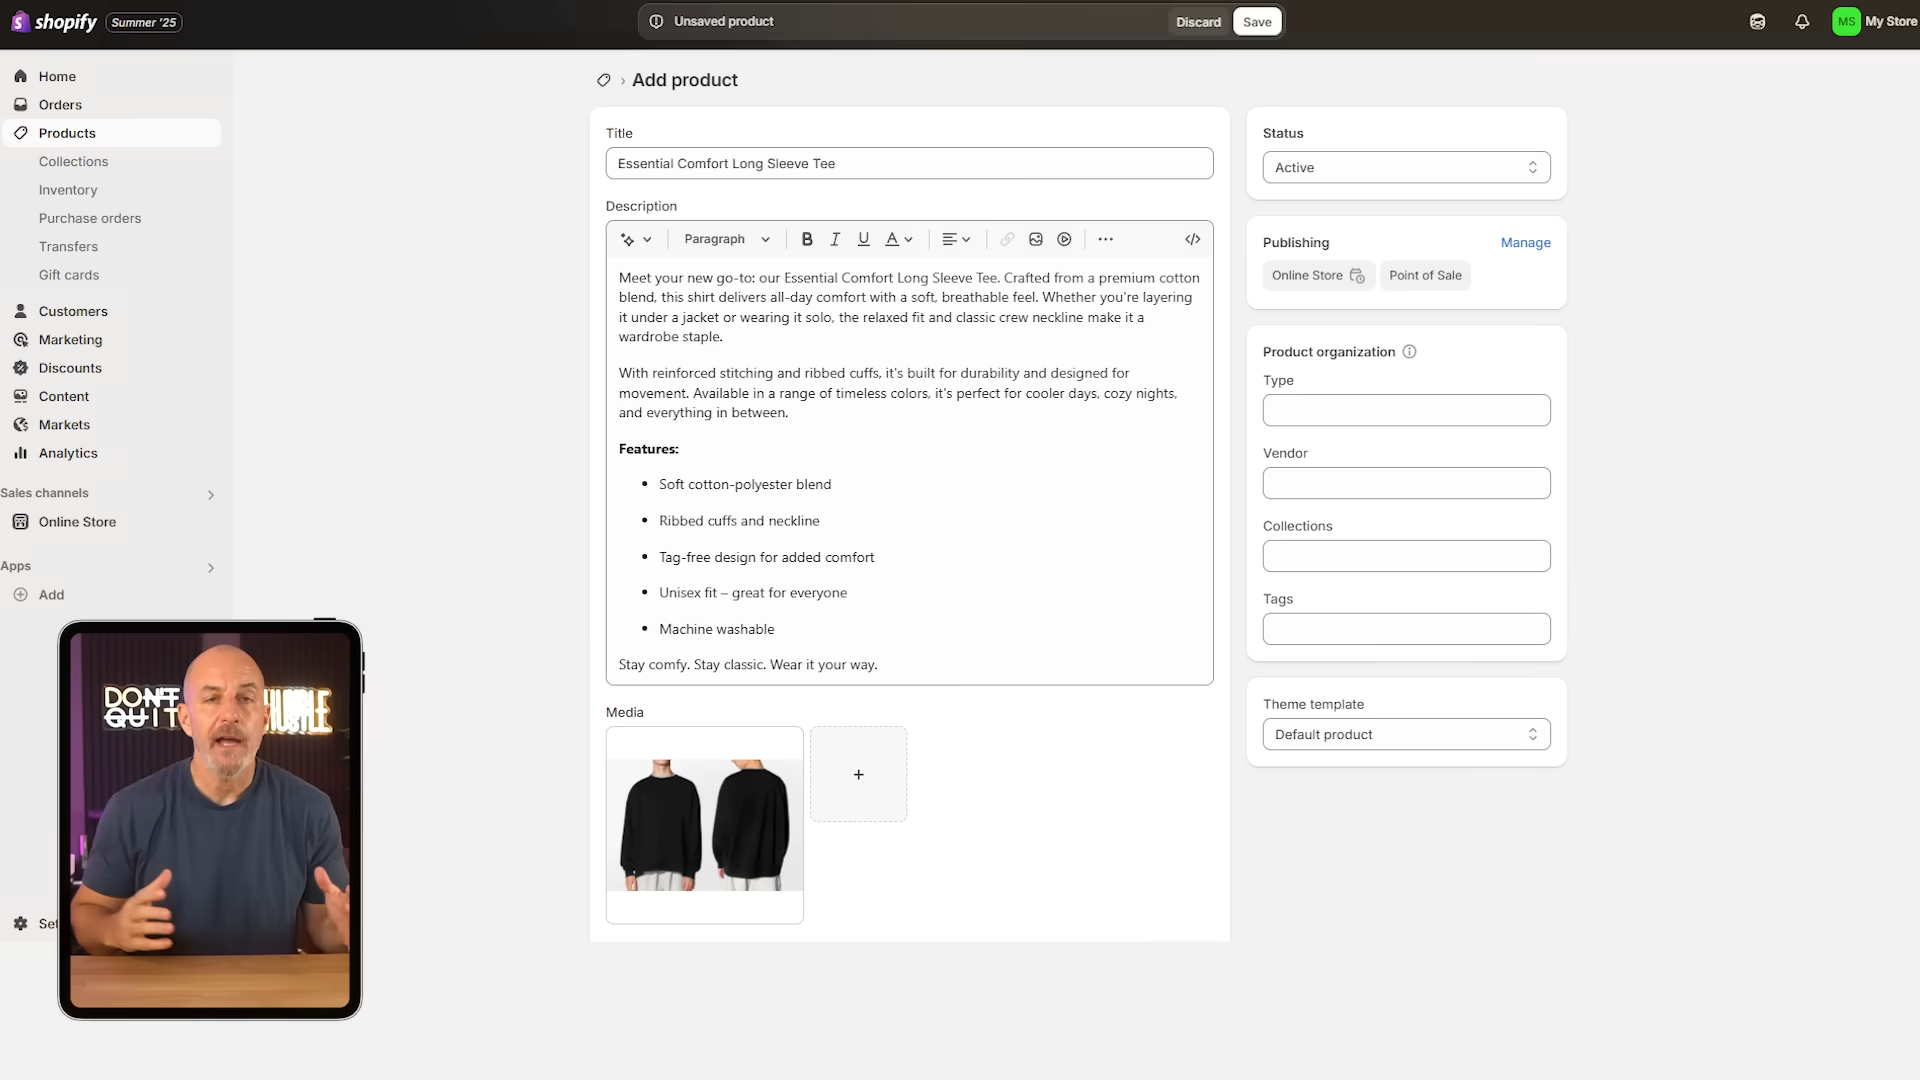 shopify Summer '25
Unsaved product
Discard
Save
MS My Store
Home
Orders
Products
Collections
Inventory
Purchase orders
Transfers
Gift cards
Customers
Marketing
Discounts
Content
Markets
Analytics
Sales channels
Online Store
Apps
Add
DON'T
QUIT
HUSTLE
› Add product
Title
Essential Comfort Long Sleeve Tee
Description
Paragraph
Meet your new go-to: our Essential Comfort Long Sleeve Tee. Crafted from a premium cotton
blend, this shirt delivers all-day comfort with a soft, breathable feel. Whether you're layering
it under a jacket or wearing it solo, the relaxed fit and classic crew neckline make it a
wardrobe staple.
With reinforced stitching and ribbed cuffs, it's built for durability and designed for
movement. Available in a range of timeless colors, it's perfect for cooler days, cozy nights,
and everything in between.
Features:
• Soft cotton-polyester blend
• Ribbed cuffs and neckline
• Tag-free design for added comfort
• Unisex fit – great for everyone
• Machine washable
Stay comfy. Stay classic. Wear it your way.
Media
Status
Active
Publishing
Manage
Online Store
Point of Sale
Product organization
Type
Vendor
Collections
Tags
Theme template
Default product